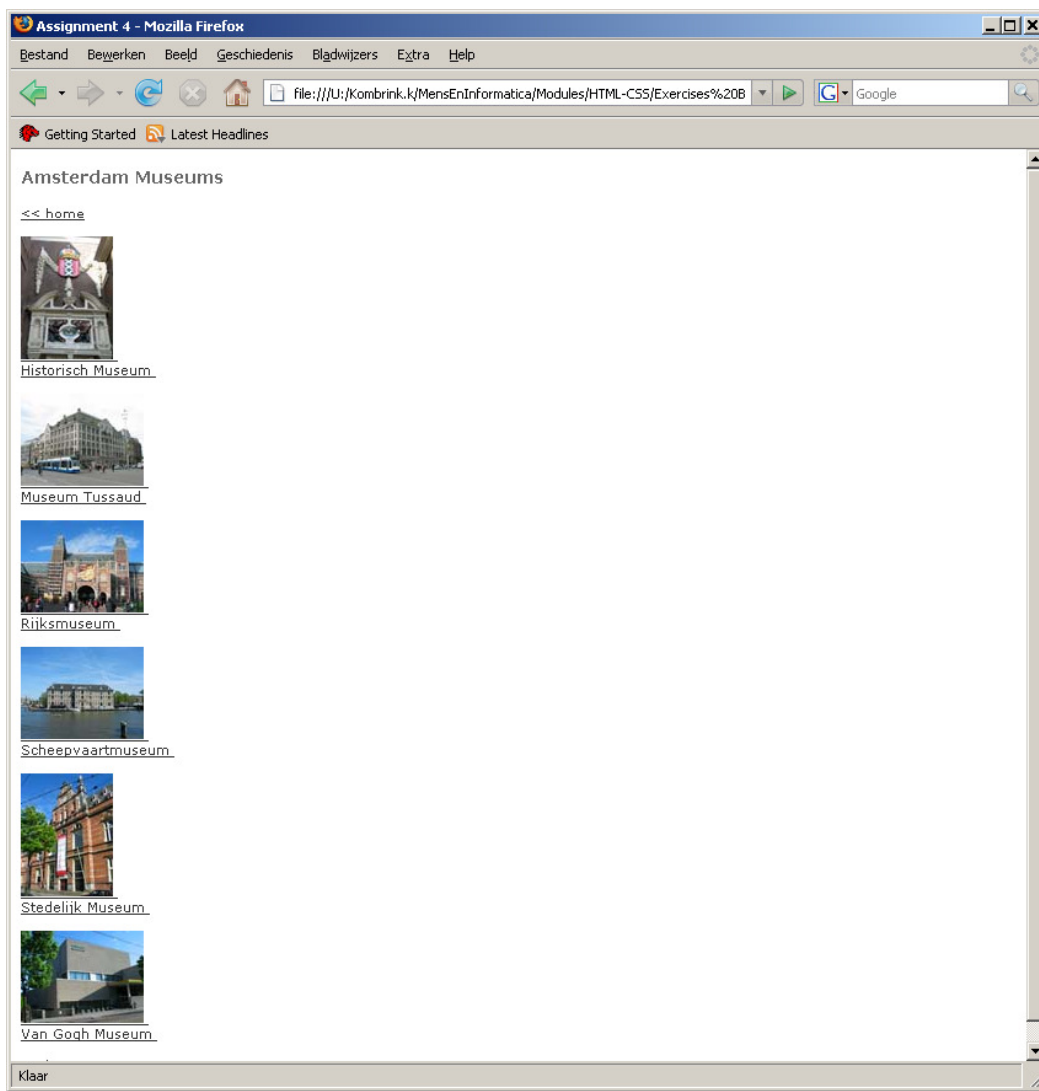 Assignment 4 - Mozilla Firefox
Bestand Bewerken Beeld Geschiedenis Bladwijzers Extra Help
file:///U:/Kombrink.k/MensEnInformatica/Modules/HTML-CSS/Exercises%20B
G Google
Getting Started Latest Headlines
Amsterdam Museums
<< home
Historisch Museum
Museum Tussaud
Rijksmuseum
Scheepvaartmuseum
Stedelijk Museum
Van Gogh Museum
Klaar